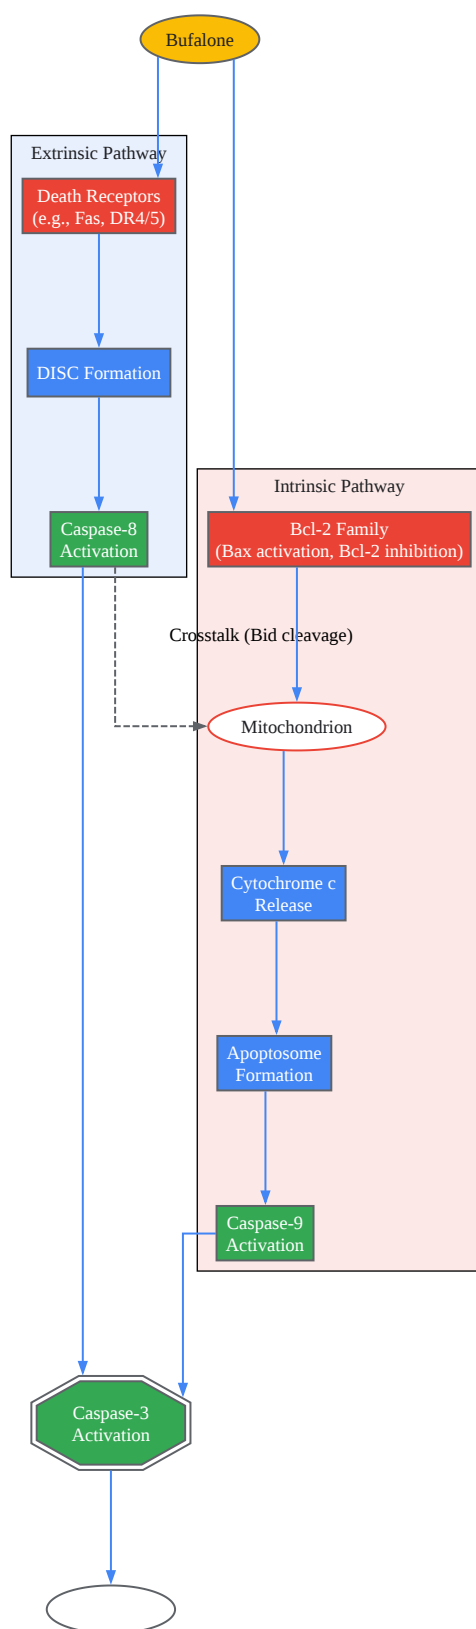 Bufalone
Extrinsic Pathway
Death Receptors
(e.g., Fas, DR4/5)
DISC Formation
Caspase-8
Activation
Intrinsic Pathway
Bcl-2 Family
(Bax activation, Bcl-2 inhibition)
Crosstalk (Bid cleavage)
Mitochondrion
Cytochrome c
Release
Apoptosome
Formation
Caspase-9
Activation
Caspase-3
Activation